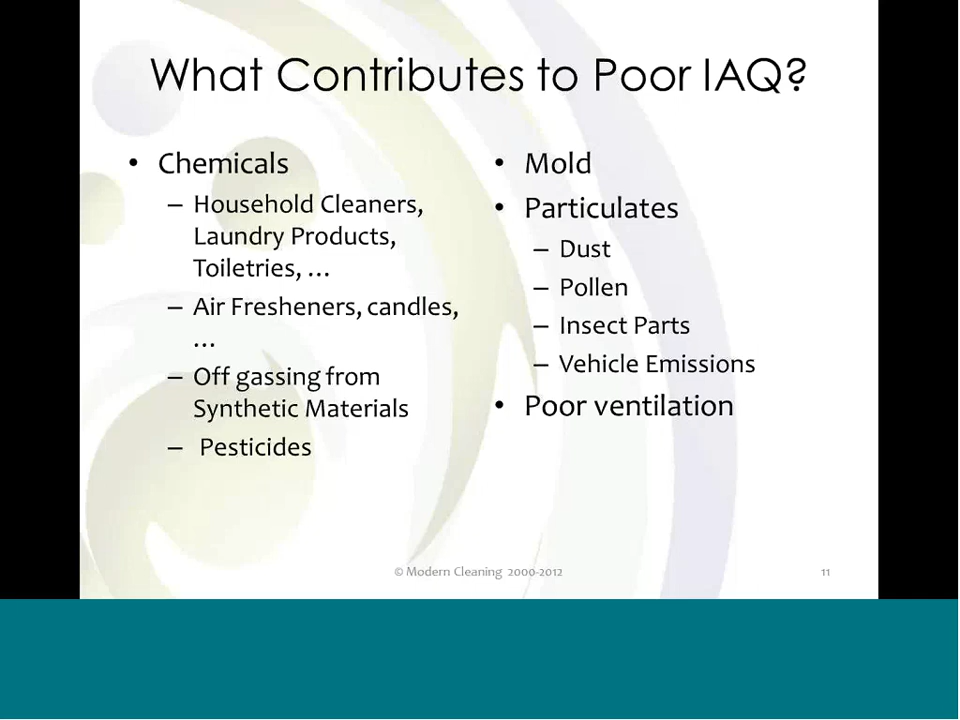 What Contributes to Poor IAQ?
• Chemicals
– Household Cleaners,
Laundry Products,
Toiletries, …
– Air Fresheners, candles,
…
– Off gassing from
Synthetic Materials
– Pesticides
• Mold
• Particulates
– Dust
– Pollen
– Insect Parts
– Vehicle Emissions
• Poor ventilation
© Modern Cleaning 2000-2012
11